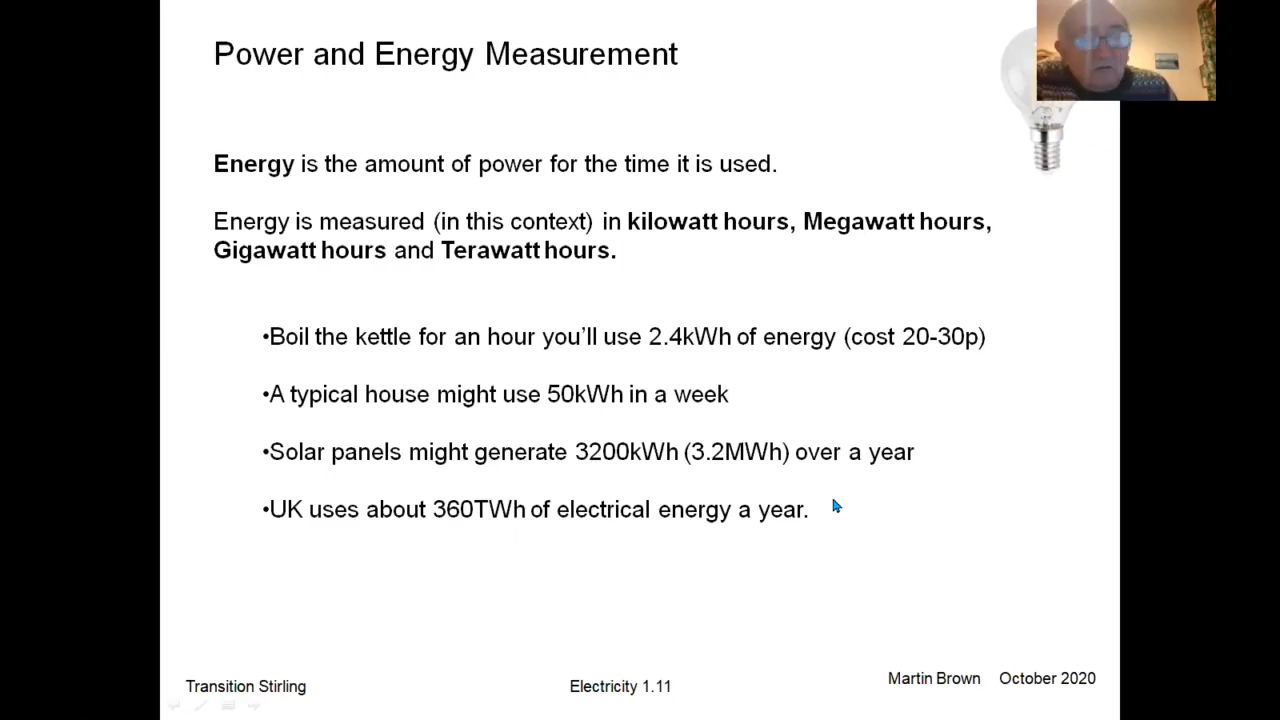 Power and Energy Measurement
Energy is the amount of power for the time it is used.
Energy is measured (in this context) in kilowatt hours, Megawatt hours,
Gigawatt hours and Terawatt hours.
•Boil the kettle for an hour you’ll use 2.4kWh of energy (cost 20-30p)
•A typical house might use 50kWh in a week
•Solar panels might generate 3200kWh (3.2MWh) over a year
•UK uses about 360TWh of electrical energy a year.
Transition Stirling
Electricity 1.11
Martin Brown October 2020